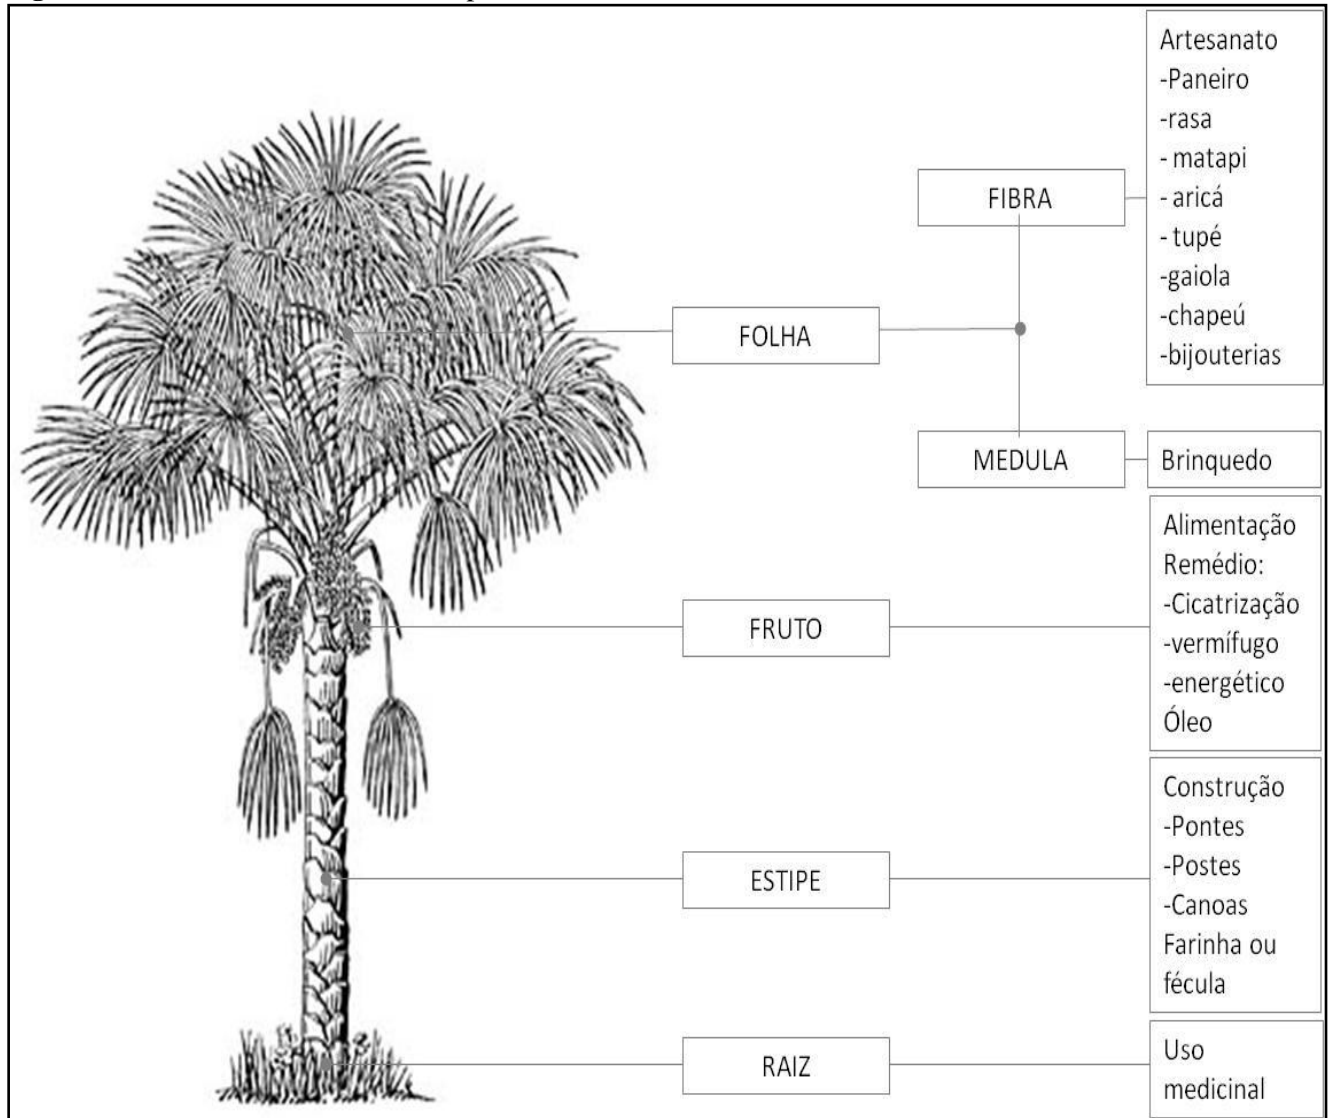 Artesanato
-Paneiro
-rasa
- matapi
- aricá
- tupé
-gaiola
-chapeú
-bijouterias
FIBRA
FOLHA
MEDULA
Brinquedo
Alimentação
Remédio:
-Cicatrização
-vermífugo
-energético
Óleo
FRUTO
Construção
-Pontes
-Postes
-Canoas
Farinha ou
fécula
ESTIPE
Uso
medicinal
RAIZ